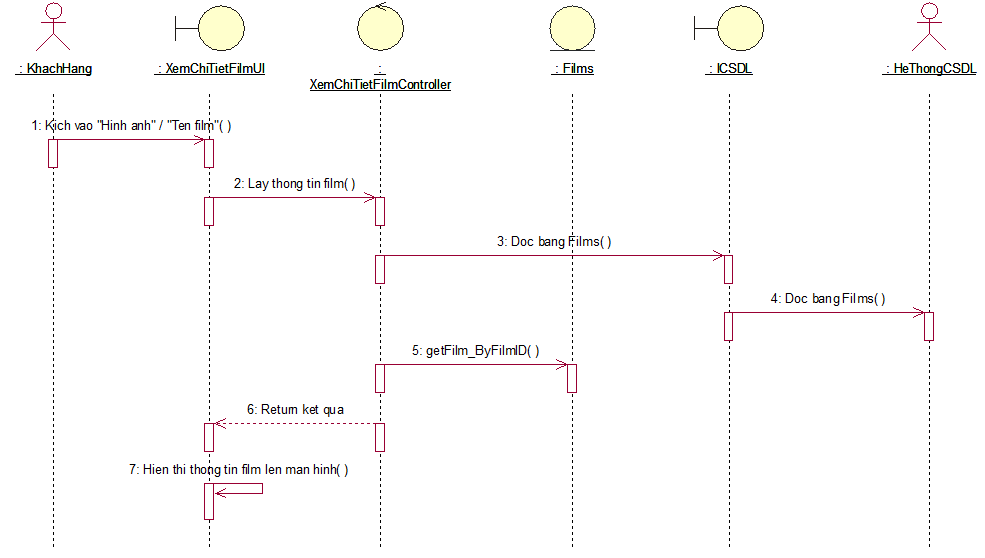 : KhachHang
: XemChiTietFilmUI
:
XemChiTietFilmController
: Films
: ICSDL
: HeThongCSDL
1: Kich vao "Hinh anh" / "Ten film"( )
2: Lay thong tin film( )
3: Doc bang Films( )
4: Doc bang Films( )
5: getFilm_ByFilmID( )
6: Return ket qua
7: Hien thi thong tin film len man hinh( )